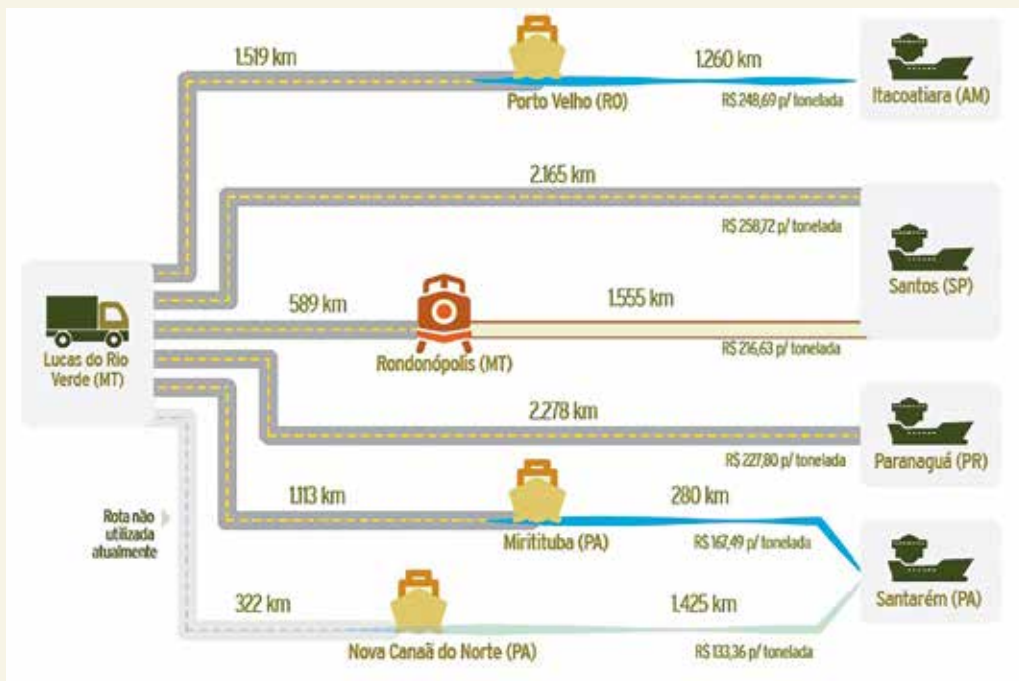 1.519 km
1.260 km
Porto Velho (RO)
R$ 248,69 p/ tonelada
Itacoatiara (AM)
2.165 km
R$ 258,72 p/ tonelada
Santos (SP)
589 km
1.555 km
Rondonópolis (MT)
R$ 216,63 p/ tonelada
Lucas do Rio
Verde (MT)
2.278 km
R$ 227,80 p/ tonelada
Paranaguá (PR)
1.113 km
280 km
Miritituba (PA)
R$ 167,49 p/ tonelada
Rota não
utilizada
atualmente
Santarém (PA)
322 km
1.425 km
Nova Canaã do Norte (PA)
R$ 133,36 p/ tonelada